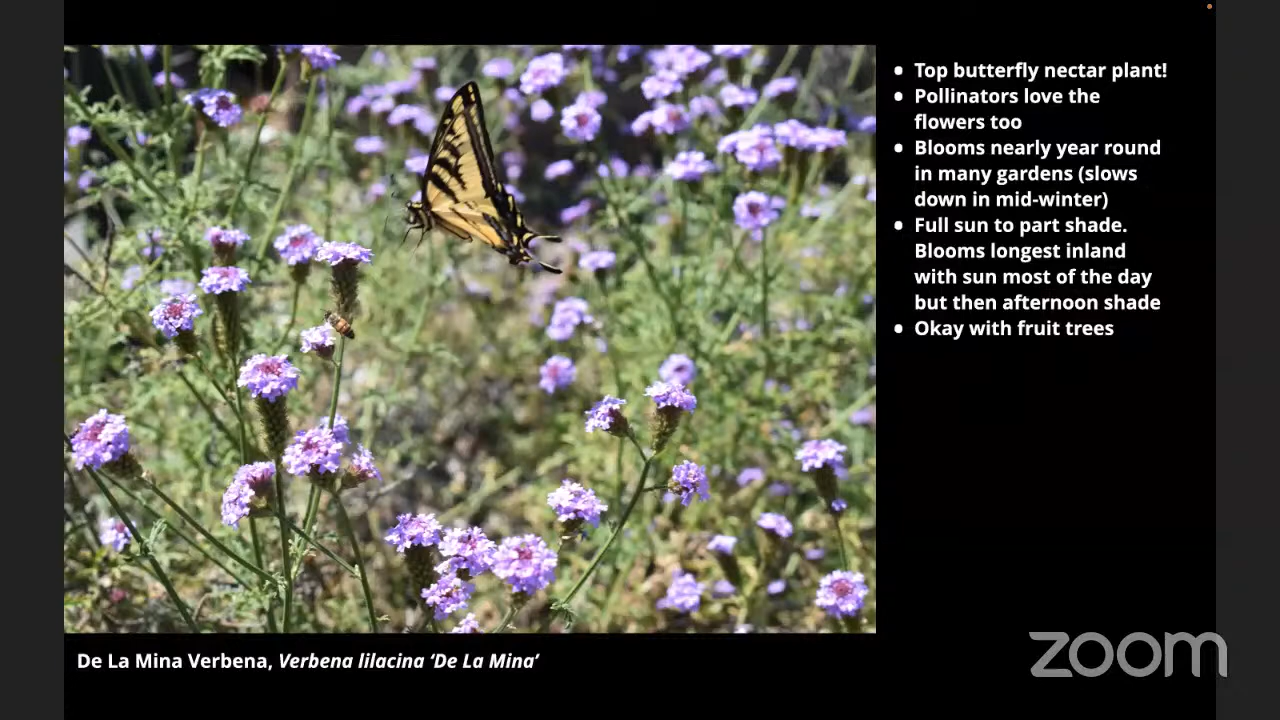 • Top butterfly nectar plant!
• Pollinators love the
flowers too
• Blooms nearly year round
in many gardens (slows
down in mid-winter)
• Full sun to part shade.
Blooms longest inland
with sun most of the day
but then afternoon shade
• Okay with fruit trees
De La Mina Verbena, Verbena lilacina ‘De La Mina’
zoom